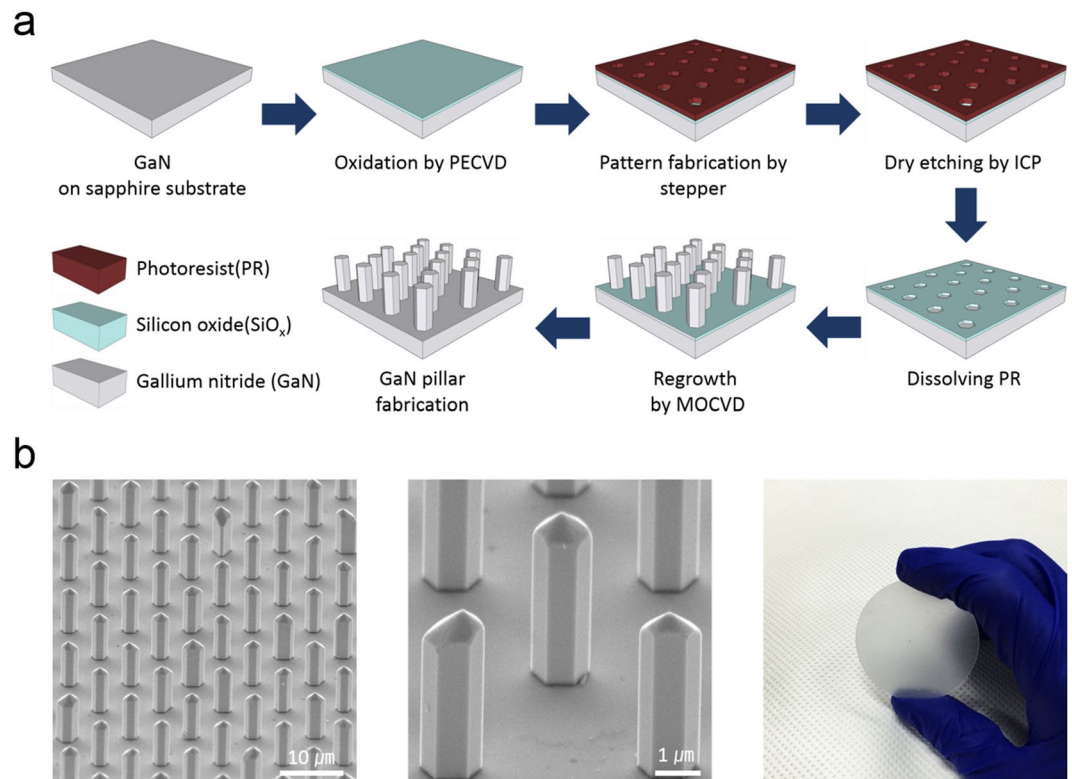 a
GaN
on sapphire substrate
Oxidation by PECVD
Pattern fabrication by
stepper
Dry etching by ICP
Photoresist(PR)
Silicon oxide(SiOₓ)
Gallium nitride (GaN)
GaN pillar
fabrication
Regrowth
by MOCVD
Dissolving PR
b
10 ㎛
1 ㎛